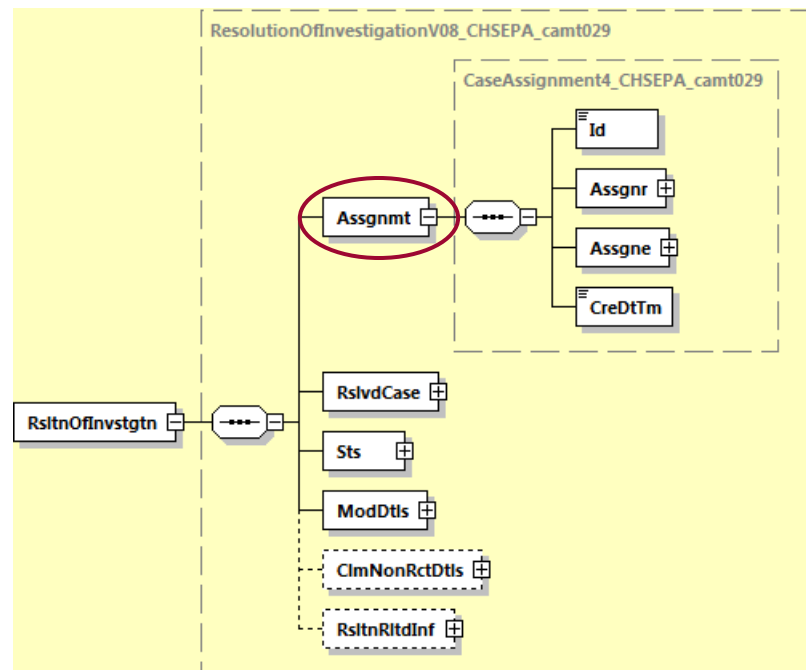 ResolutionOfInvestigationV08_CHSEPA_camt029
CaseAssignment4_CHSEPA_camt029
Id
Assgnr
Assgne
CreDtTm
Assgnmt
RslvdCase
RsltnOfInvstgtn
Sts
ModDtls
ClmNonRctDtls
RsltnRltdInf